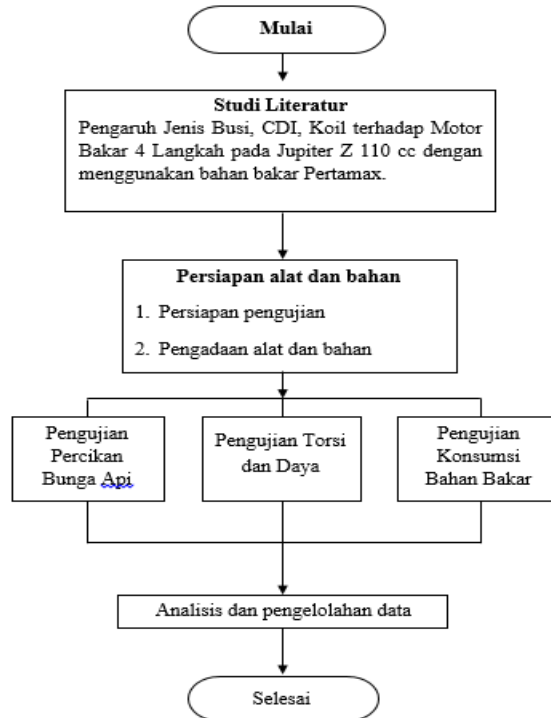 Mulai
Studi Literatur
Pengaruh Jenis Busi, CDI, Koil terhadap Motor
Bakar 4 Langkah pada Jupiter Z 110 cc dengan
menggunakan bahan bakar Pertamax.
Persiapan alat dan bahan
1. Persiapan pengujian
2. Pengadaan alat dan bahan
Pengujian
Percikan
Bunga Api
Pengujian Torsi
dan Daya
Pengujian
Konsumsi
Bahan Bakar
Analisis dan pengelolahan data
Selesai